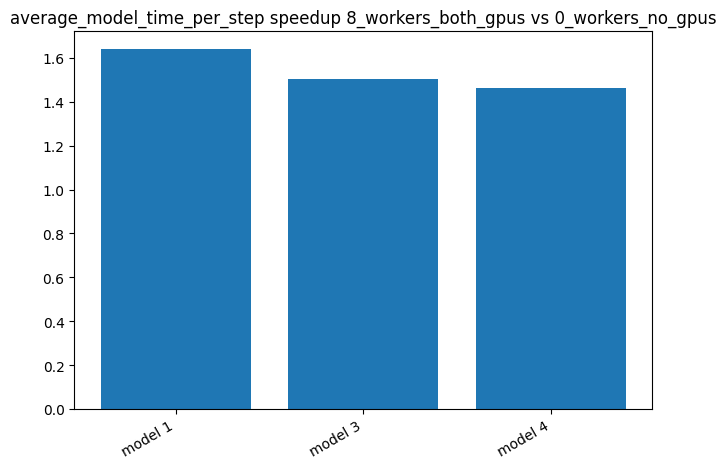 average_model_time_per_step speedup 8_workers_both_gpus vs 0_workers_no_gpus
1.6
1.4
1.2
1.0
0.8
0.6
0.4
0.2
0.0
model 1
model 3
model 4